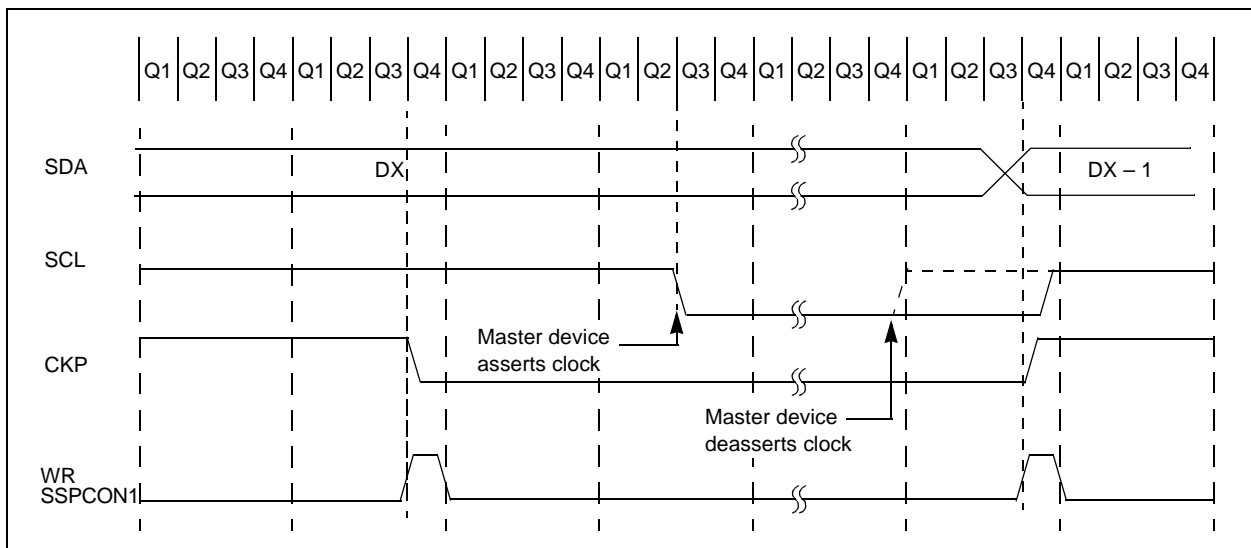 Q1 Q2 Q3 Q4 Q1 Q2 Q3 Q4 Q1 Q2 Q3 Q4 Q1 Q2 Q3 Q4 Q1 Q2 Q3 Q4 Q1 Q2 Q3 Q4 Q1 Q2 Q3 Q4
SDA
DX
DX – 1
SCL
Master device
asserts clock
CKP
Master device
deasserts clock
WR
SSPCON1